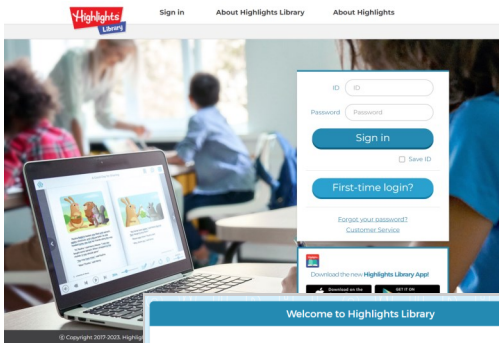 Highlights
Library
Sign in
About Highlights Library
About Highlights
ID
ID
Password
Password
Sign in
Save ID
First-time login?
Forgot your password?
Customer Service
Download the new Highlights Library App!
Download on the
GET IT ON
Welcome to Highlights Library
© Copyright 2017-2023. Highlig